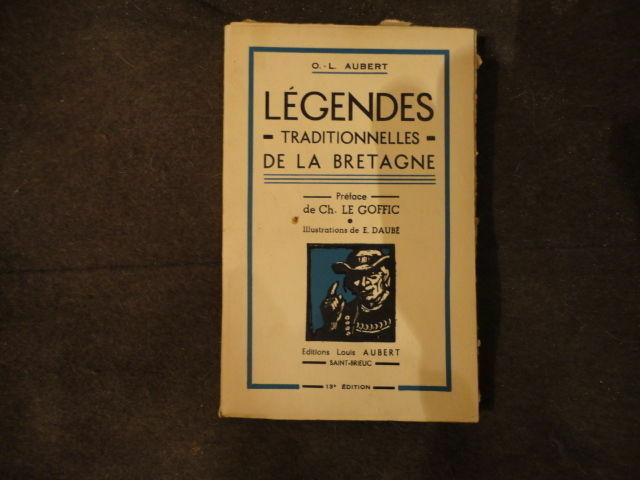 O.-L. AUBERT
LÉGENDES
TRADITIONNELLES
DE LA BRETAGNE
Préface
de Ch. LE GOFFIC
Illustrations de E. DAUBÉ
Editions Louis AUBERT
SAINT-BRIEUC
13e ÉDITION